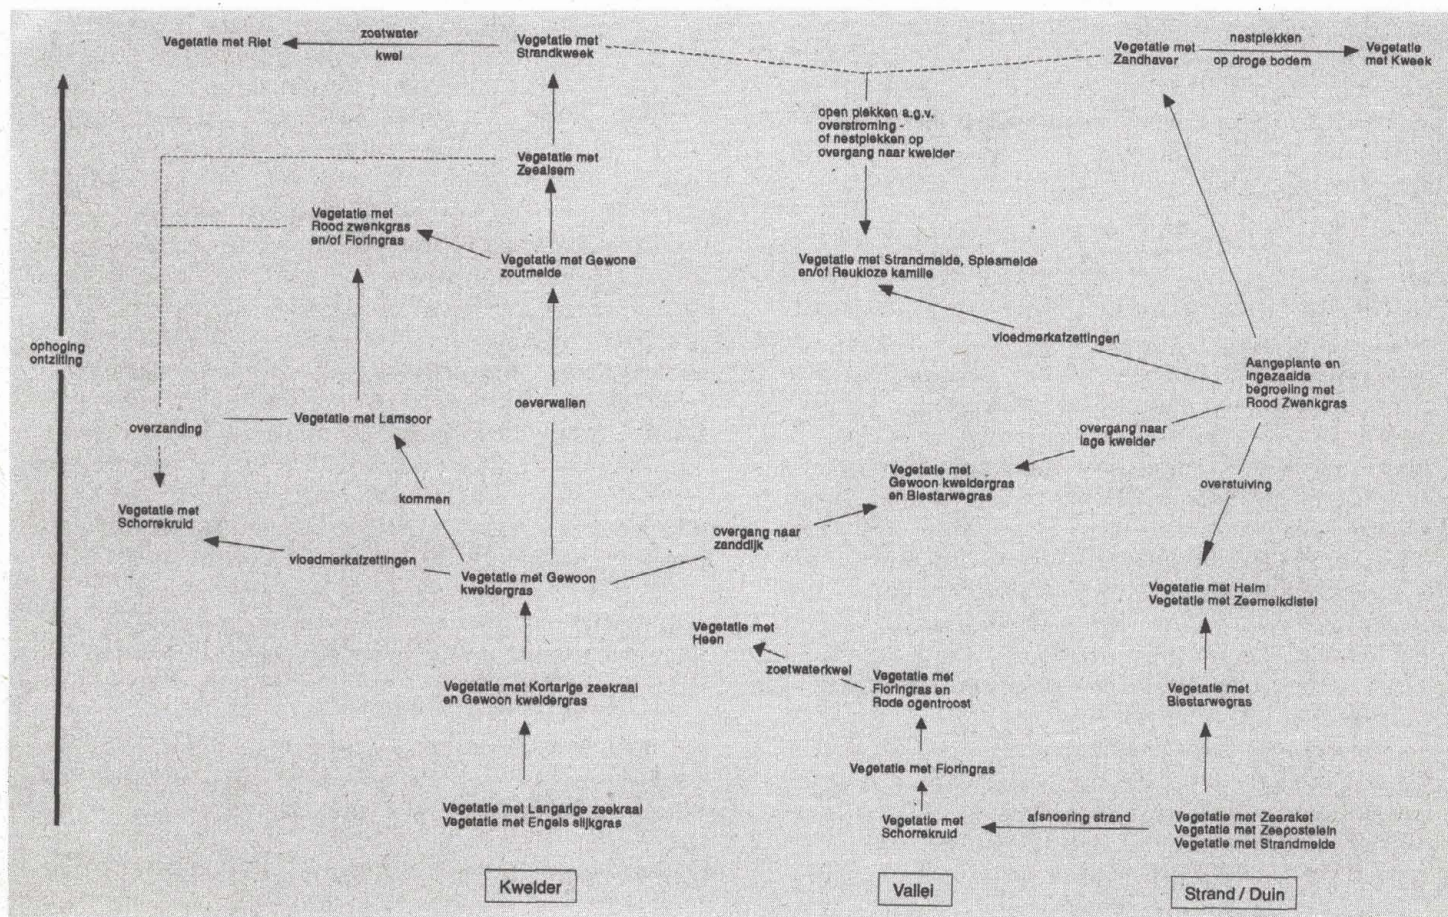 Vegetatie met Riet
zoetwater
kwel
Vegetatie met
Strandkweek
Vegetatie met
Zandhaver
nestplekken
op droge bodem
Vegetatie
met Kweek
open plekken a.g.v.
overstroming -
of nestplekken op
overgang naar kwelder
Vegetatie met
Zeealsem
Vegetatie met
Rood zwenkgras
en/of Fioringras
Vegetatie met Gewone
zoutmelde
Vegetatie met Strandmelde, Spiesmelde
en/of Reukloze kamille
ophoging
ontzilting
vloedmerkafzettingen
Aangeplante en
ingezaaide
begroeiing met
Rood Zwenkgras
oeverwallen
overzanding
Vegetatie met Lamsoor
overgang naar
lage kwelder
Vegetatie met
Gewoon kweldergras
en Biestarwegras
overstuiving
kommen
Vegetatie met
Schorrekruid
overgang naar
zanddijk
vloedmerkafzettingen
Vegetatie met Gewoon
kweldergras
Vegetatie met Helm
Vegetatie met Zeemelkdistel
Vegetatie met
Heen
zoetwaterkwel
Vegetatie met
Fioringras en
Rode ogentroost
Vegetatie met Kortarige zeekraal
en Gewoon kweldergras
Vegetatie met
Biestarwegras
Vegetatie met Fioringras
Vegetatie met Langarige zeekraal
Vegetatie met Engels slijkgras
Vegetatie met
Schorrekruid
afsnoering strand
Vegetatie met Zeeraket
Vegetatie met Zeepostelein
Vegetatie met Strandmelde
Kwelder
Vallei
Strand / Duin